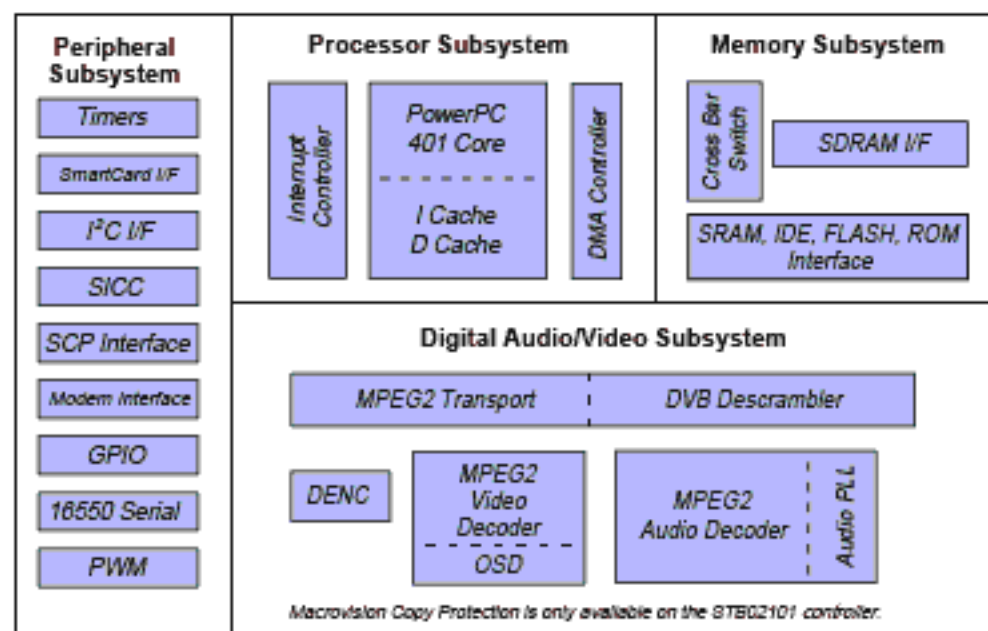 Peripheral
Subsystem
Timers
SmartCard I/F
I²C I/F
SICC
SCP Interface
Modem Interface
GPIO
16550 Serial
PWM
Processor Subsystem
Interrupt
Controller
PowerPC
401 Core
I Cache
D Cache
DMA Controller
Memory Subsystem
Cross Bar
Switch
SDRAM I/F
SRAM, IDE, FLASH, ROM
Interface
Digital Audio/Video Subsystem
MPEG2 Transport
DVB Descrambler
DENC
MPEG2
Video
Decoder
OSD
MPEG2
Audio Decoder
Audio PLL
Macrovision Copy Protection is only available on the STB02101 controller.